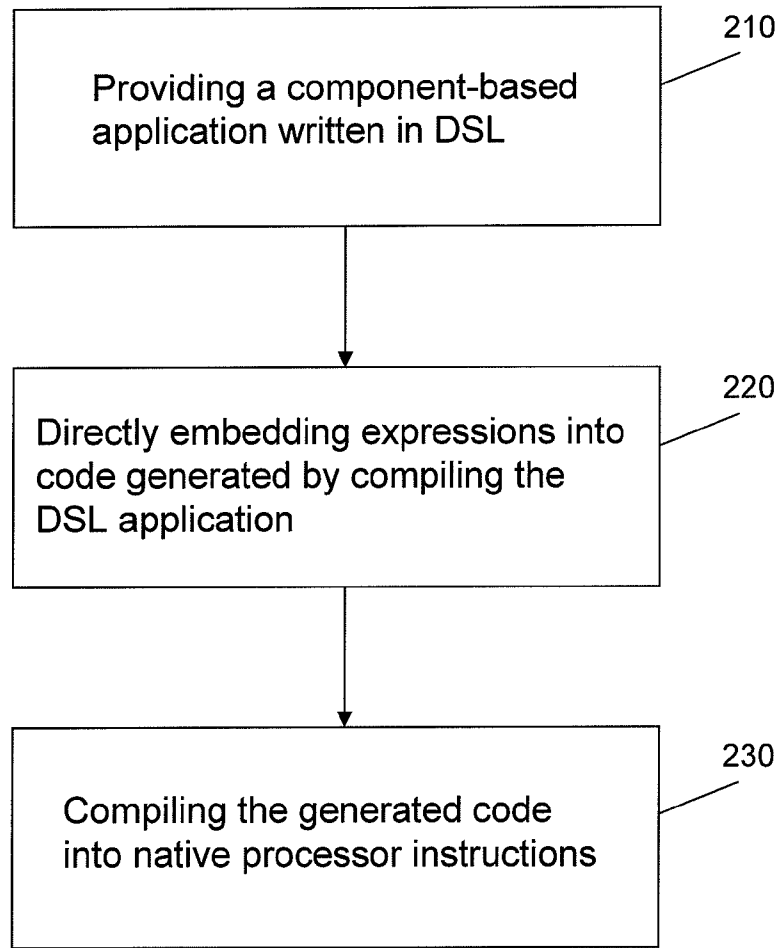 210
Providing a component-based
application written in DSL
220
Directly embedding expressions into
code generated by compiling the
DSL application
230
Compiling the generated code
into native processor instructions